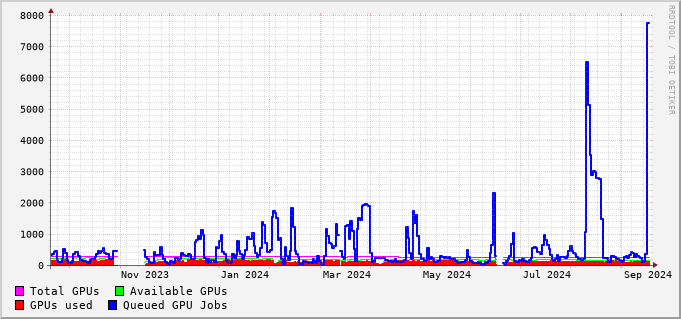 8000
7000
6000
5000
4000
3000
2000
1000
0
Nov 2023 Jan 2024 Mar 2024 May 2024 Jul 2024 Sep 2024
Total GPUs Available GPUs
GPUs used Queued GPU Jobs
RRDTOOL / TOBI OETIKER